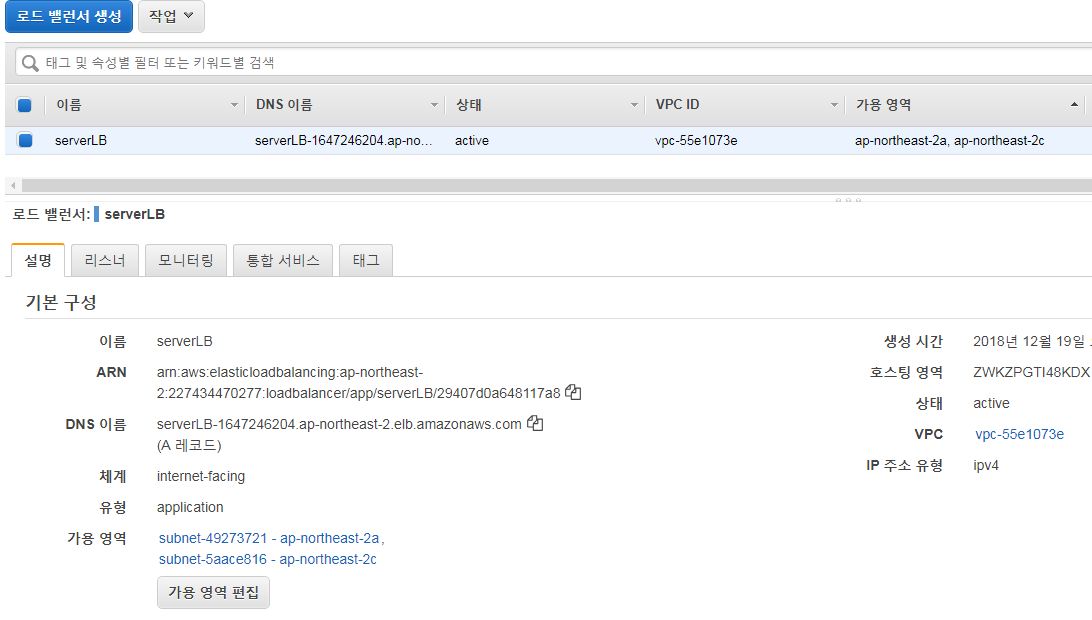 로드 밸런서 생성 작업
태그 및 속성별 필터 또는 키워드별 검색
이름 DNS 이름 상태 VPC ID 가용 영역
serverLB serverLB-1647246204.ap-no... active vpc-55e1073e ap-northeast-2a, ap-northeast-2c
로드 밸런서: serverLB
설명 리스너 모니터링 통합 서비스 태그
기본 구성
이름 serverLB 생성 시간 2018년 12월 19일
ARN arn:aws:elasticloadbalancing:ap-northeast- 호스팅 영역 ZWKZPGTI48KDX
2:227434470277:loadbalancer/app/serverLB/29407d0a648117a8 상태 active
DNS 이름 serverLB-1647246204.ap-northeast-2.elb.amazonaws.com VPC vpc-55e1073e
(A 레코드)
체계 internet-facing IP 주소 유형 ipv4
유형 application
가용 영역 subnet-49273721 - ap-northeast-2a,
subnet-5aace816 - ap-northeast-2c
가용 영역 편집